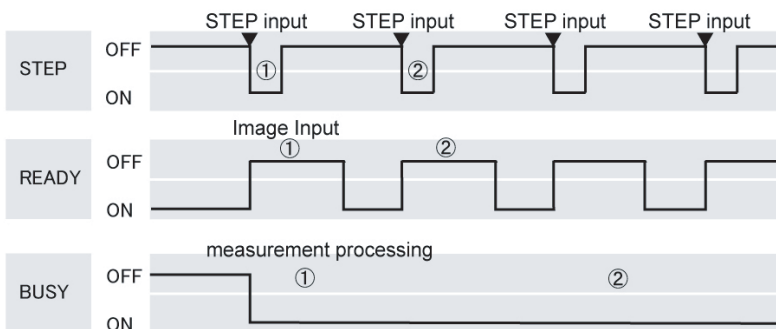 STEP input STEP input STEP input STEP input
STEP
OFF
① ②
ON
Image Input
READY
OFF
① ②
ON
measurement processing
BUSY
OFF
① ②
ON